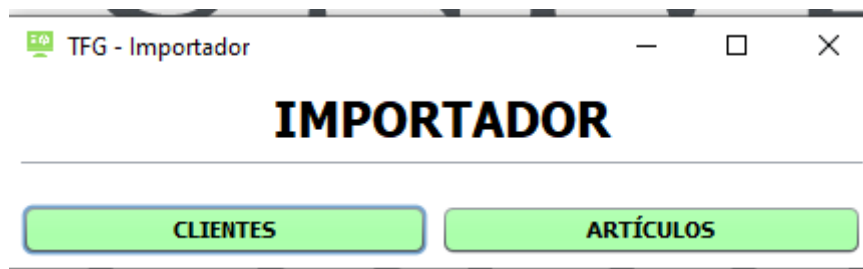 TFG - Importador
IMPORTADOR
CLIENTES
ARTÍCULOS